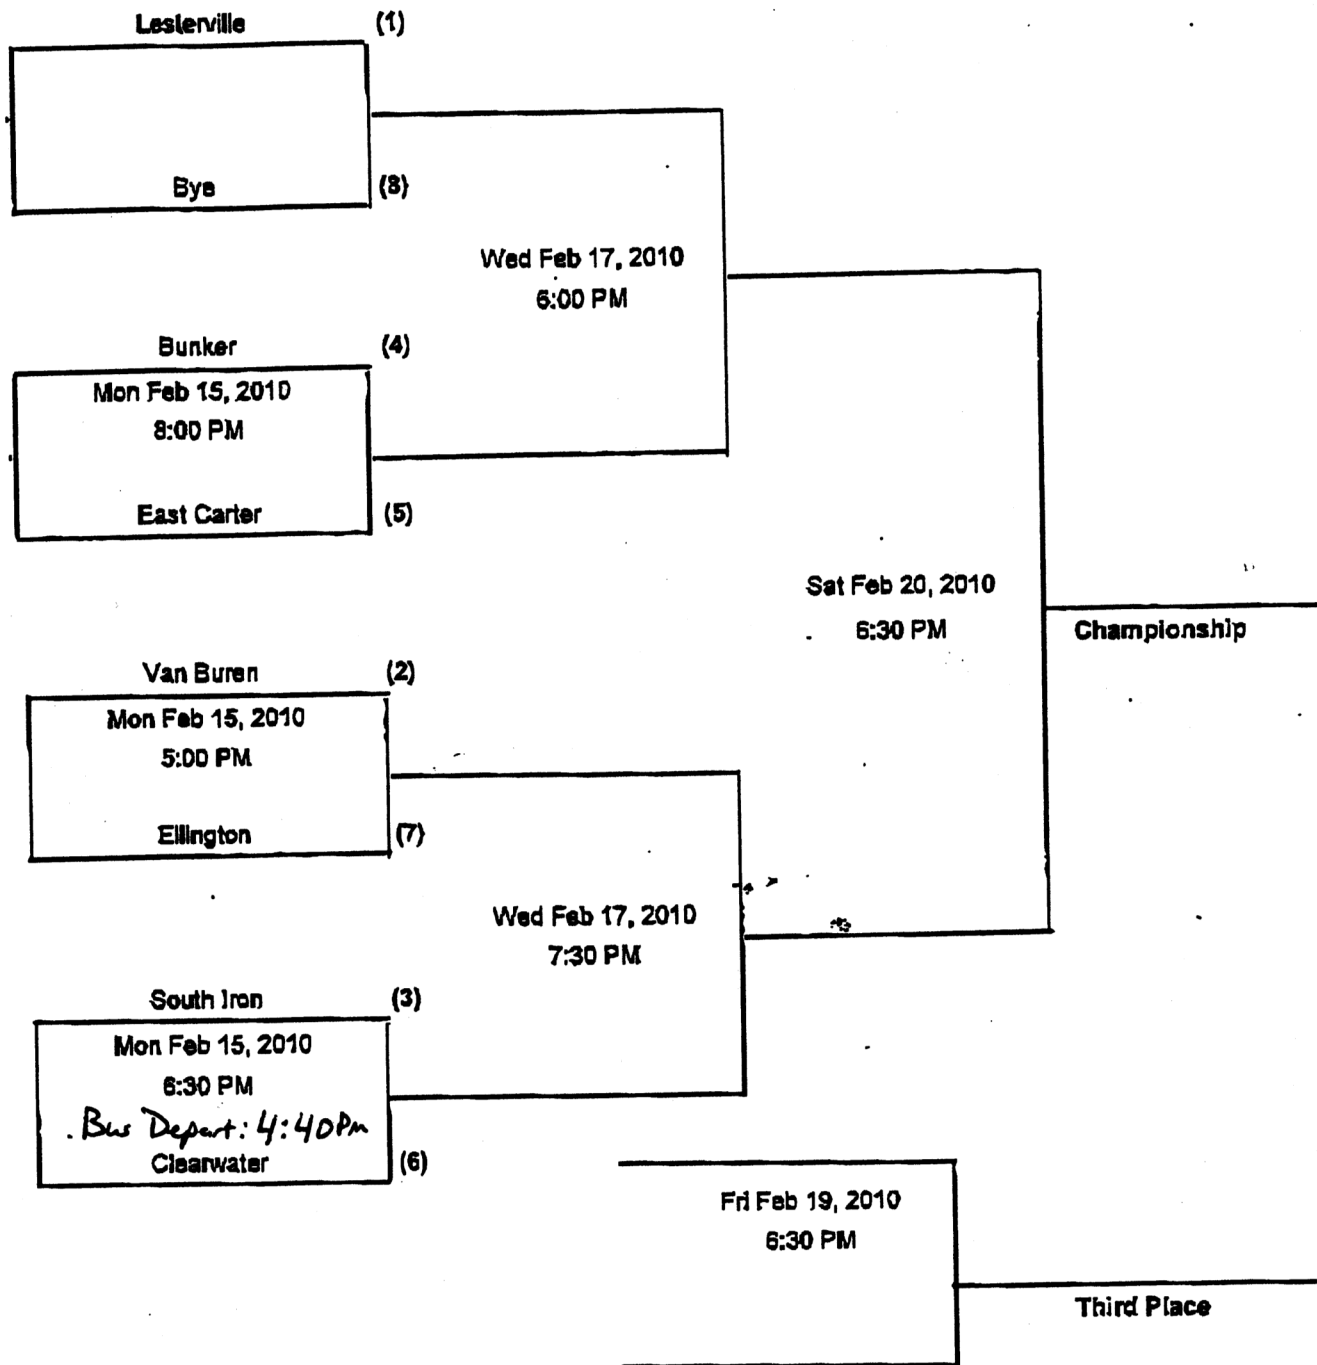 Lesterville (1)
Bye (8)
Wed Feb 17, 2010
6:00 PM
Bunker (4)
Mon Feb 15, 2010
8:00 PM
East Carter (5)
Sat Feb 20, 2010
6:30 PM
Championship
Van Buren (2)
Mon Feb 15, 2010
5:00 PM
Ellington (7)
Wed Feb 17, 2010
7:30 PM
South Iron (3)
Mon Feb 15, 2010
6:30 PM
Bus Depart: 4:40 Pm
Clearwater (6)
Fri Feb 19, 2010
6:30 PM
Third Place